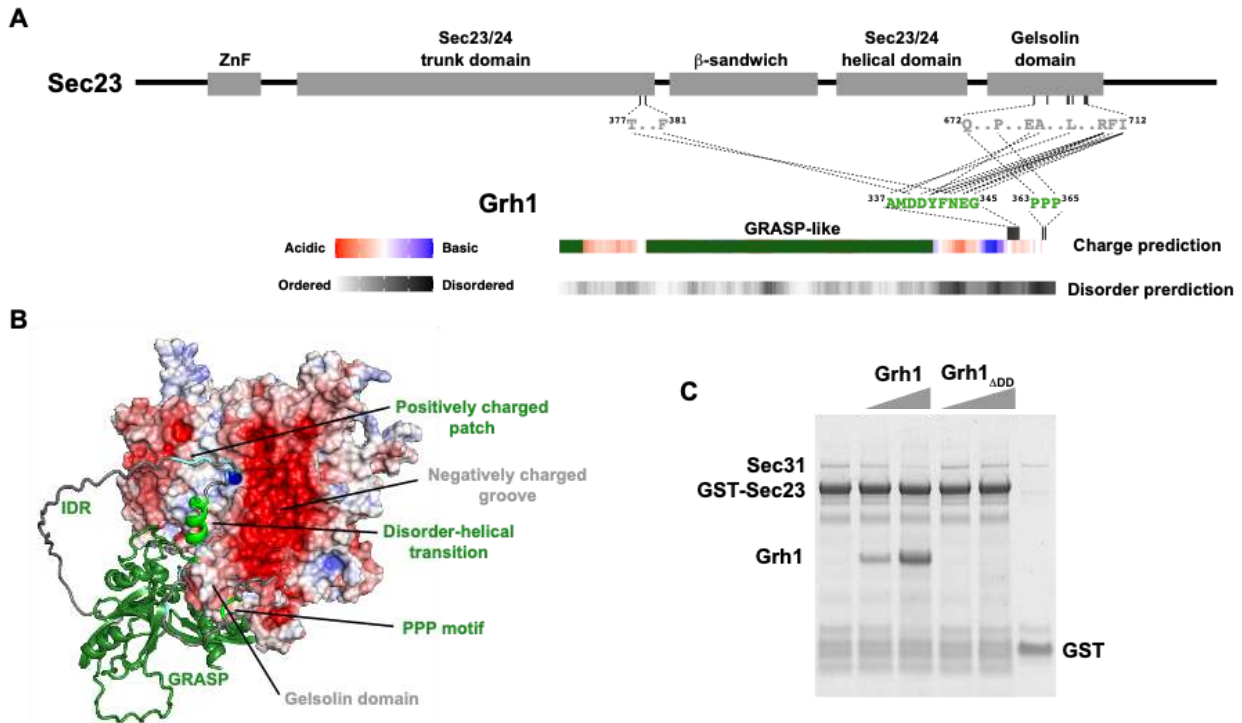 A
Sec23/24
trunk domain
Sec23/24
helical domain
Gelsolin
domain
ZnF
β-sandwich
Sec23
377T..F381
672Q..P..EA..L..RFI712
Grh1
337AMDDYFNEG345
363PPP365
GRASP-like
Acidic
Basic
Charge prediction
Ordered
Disordered
Disorder prerdiction
B
Positively charged
patch
Negatively charged
groove
IDR
Disorder-helical
transition
PPP motif
GRASP
Gelsolin domain
C
Grh1
Grh1ΔDD
Sec31
GST-Sec23
Grh1
GST